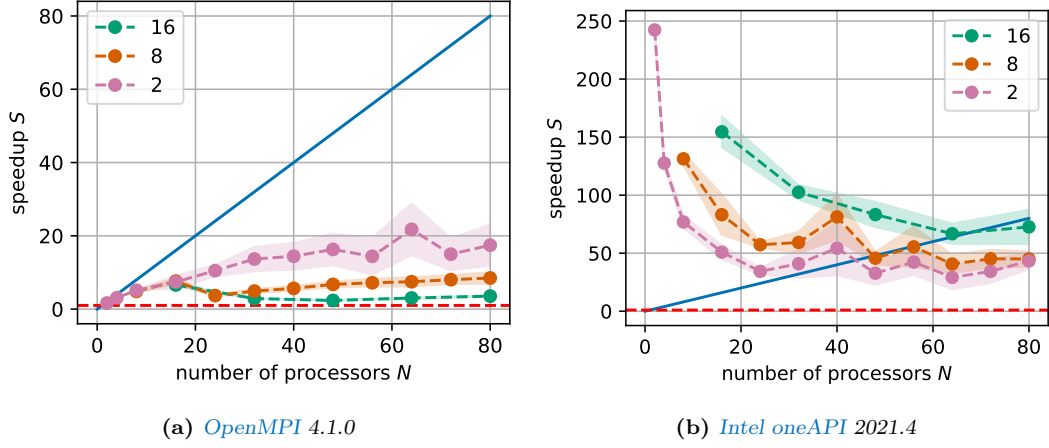 80
60
40
20
0
speedup S
16
8
2
0 20 40 60 80
number of processors N
(a) OpenMPI 4.1.0
250
200
150
100
50
0
speedup S
16
8
2
0 20 40 60 80
number of processors N
(b) Intel oneAPI 2021.4